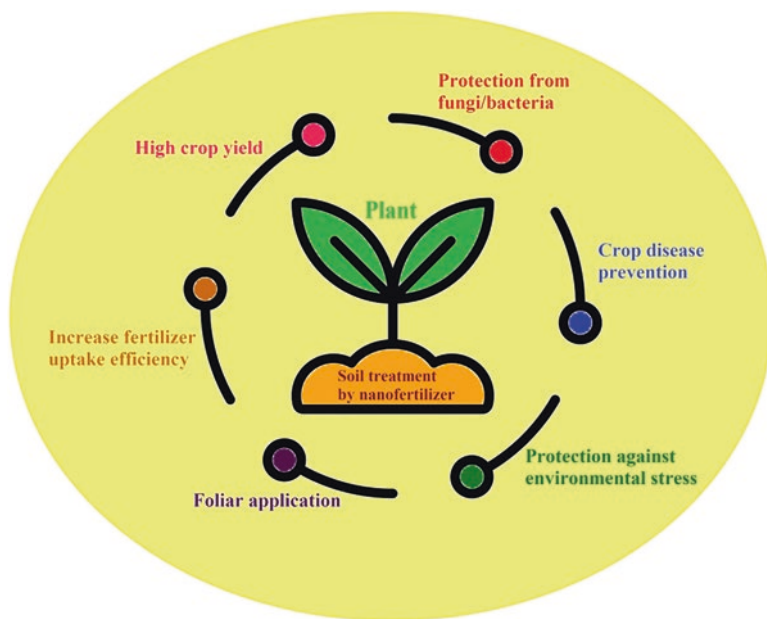 Protection from
fungi/bacteria
High crop yield
Plant
Crop disease
prevention
Increase fertilizer
uptake efficiency
Soil treatment
by nanofertilizer
Protection against
environmental stress
Foliar application